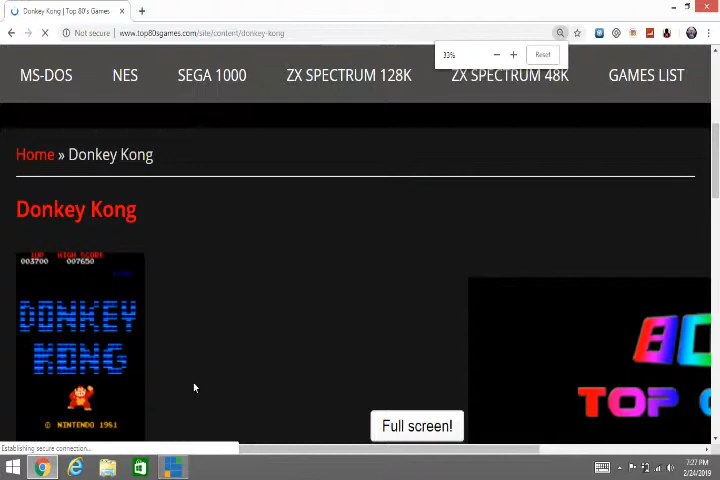 Donkey Kong | Top 80's Games
Not secure | www.top80sgames.com/site/content/donkey-kong
33%
Reset
MS-DOS NES SEGA 1000 ZX SPECTRUM 128K ZX SPECTRUM 48K GAMES LIST
Home » Donkey Kong
Donkey Kong
1UP HIGH SCORE
003700 007650
DONKEY
KONG
© NINTENDO 1981
80
TOP
Full screen!
Establishing secure connection...
2:27 PM
2/24/2019